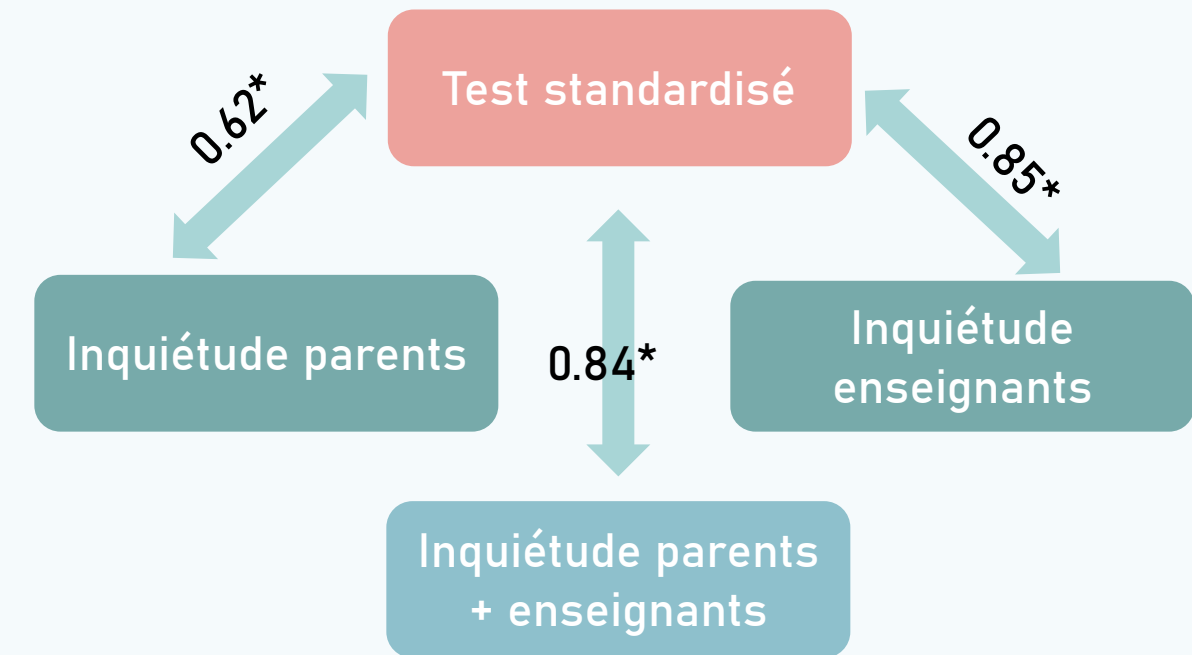 Test standardisé
0.62*
0.85*
Inquiétude parents
0.84*
Inquiétude
enseignants
Inquiétude parents
+ enseignants